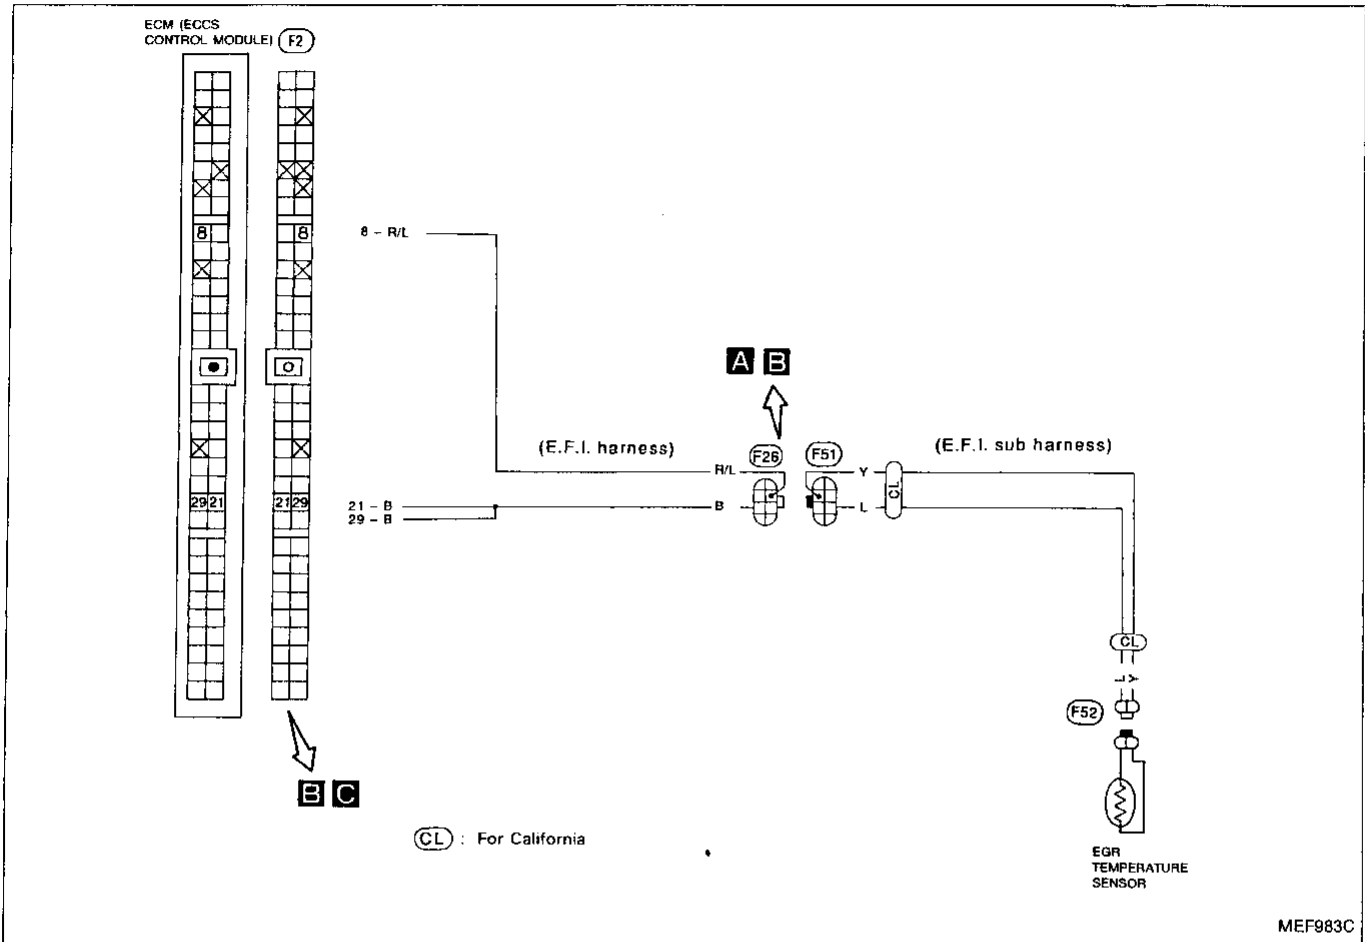 ECM (ECCS
CONTROL MODULE) F2
8 8
8 - R/L
A B
(E.F.I. harness)
(E.F.I. sub harness)
F26 F51
R/L Y
CL
B L
29 21 21 29
21 - B
29 - B
CL
L Y
F52
B C
CL : For California
EGR
TEMPERATURE
SENSOR
MEF983C